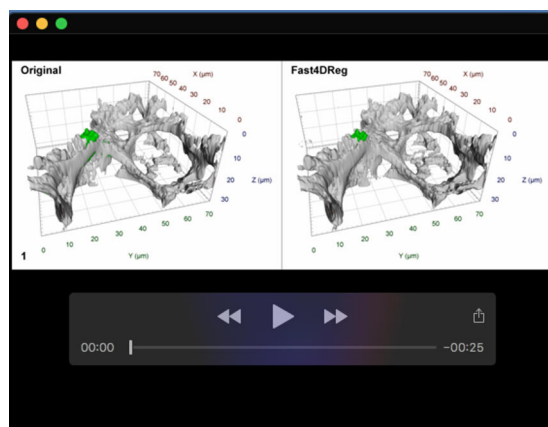 Original
70 60 50 40 30 20 10 0
X (µm)
0
10
20
30
Z (µm)
0 10 20 30 40 50 60 70
Y (µm)
1
Fast4DReg
70 60 50 40 30 20 10 0
X (µm)
0
10
20
30
Z (µm)
0 10 20 30 40 50 60 70
Y (µm)
00:00
−00:25